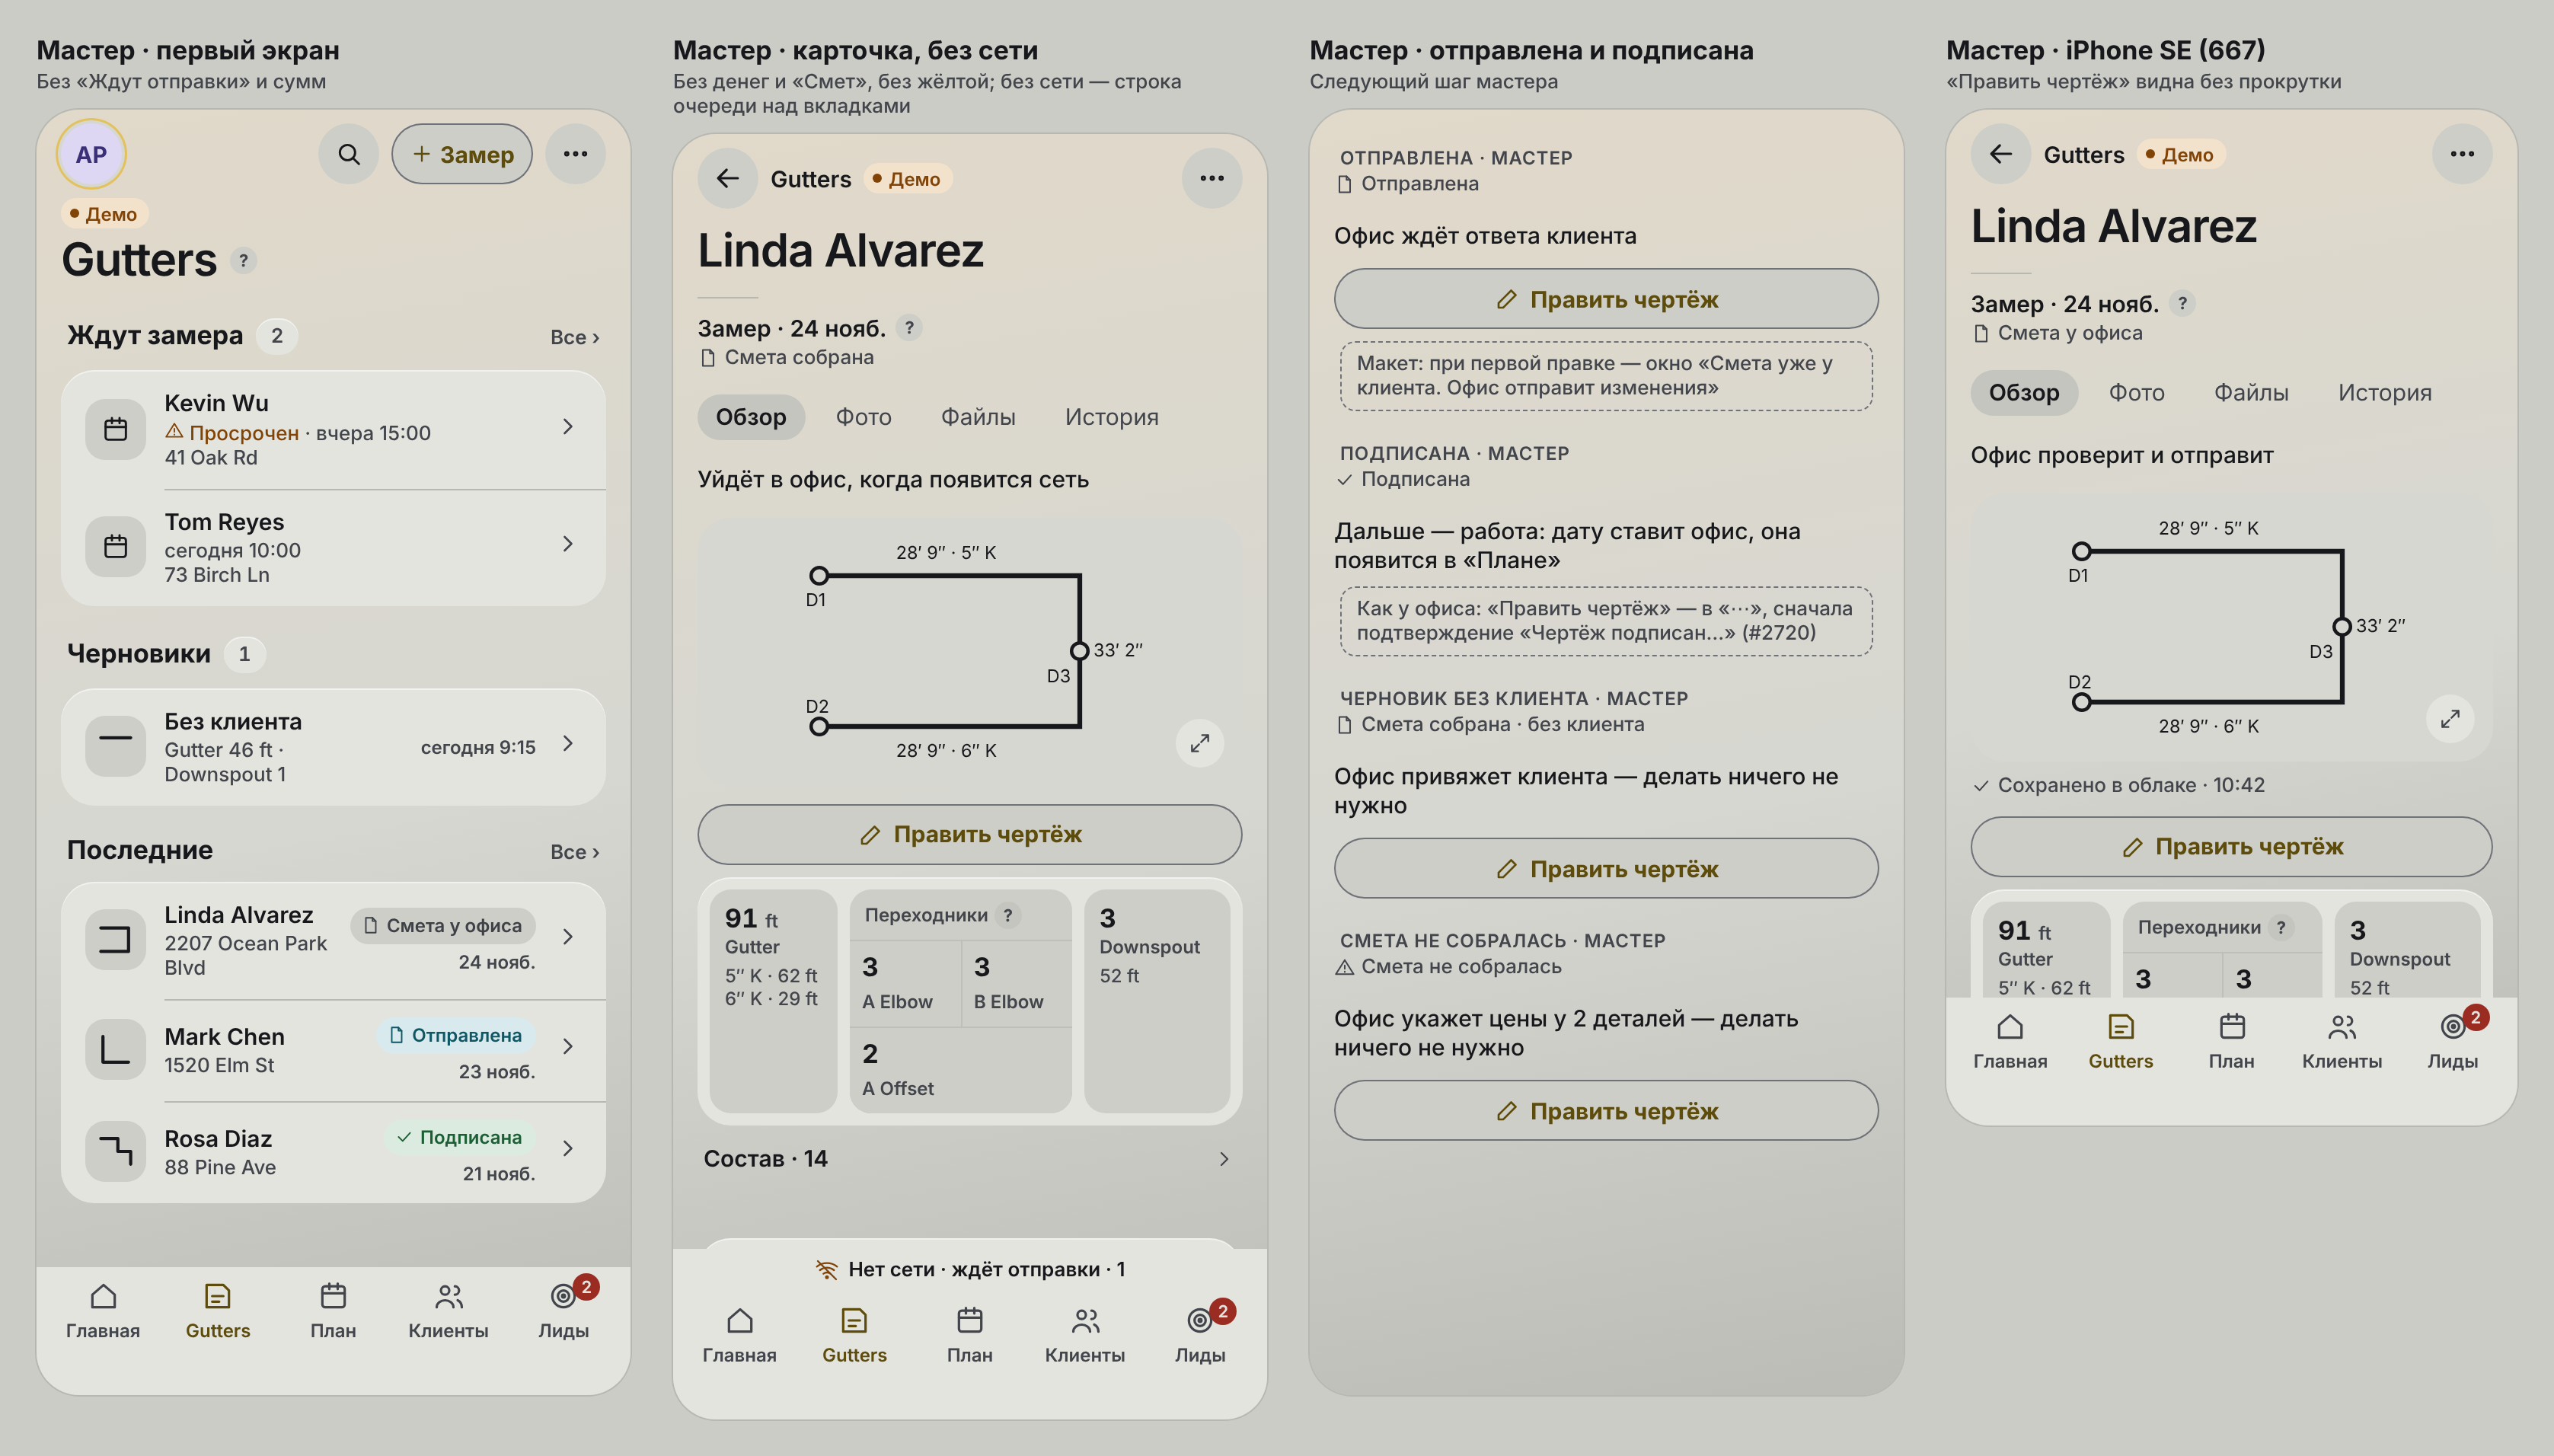 Мастер · первый экран
Без «Ждут отправки» и сумм
AP
+ Замер
Демо
Gutters ?
Ждут замера 2
Все ›
Kevin Wu
Просрочен · вчера 15:00
41 Oak Rd
Tom Reyes
сегодня 10:00
73 Birch Ln
Черновики 1
Без клиента
Gutter 46 ft ·
Downspout 1
сегодня 9:15
Последние
Все ›
Linda Alvarez
2207 Ocean Park
Blvd
Смета у офиса
24 нояб.
Mark Chen
1520 Elm St
Отправлена
23 нояб.
Rosa Diaz
88 Pine Ave
Подписана
21 нояб.
2
Главная
Gutters
План
Клиенты
Лиды
Мастер · карточка, без сети
Без денег и «Смет», без жёлтой; без сети — строка
очереди над вкладками
Gutters
Демо
Linda Alvarez
Замер · 24 нояб. ?
Смета собрана
Обзор
Фото
Файлы
История
Уйдёт в офис, когда появится сеть
28′ 9″ · 5″ K
D1
33′ 2″
D3
D2
28′ 9″ · 6″ K
Править чертёж
91 ft
Gutter
5″ K · 62 ft
6″ K · 29 ft
Переходники ?
3
A Elbow
3
B Elbow
2
A Offset
3
Downspout
52 ft
Состав · 14
Нет сети · ждёт отправки · 1
2
Главная
Gutters
План
Клиенты
Лиды
Мастер · отправлена и подписана
Следующий шаг мастера
ОТПРАВЛЕНА · МАСТЕР
Отправлена
Офис ждёт ответа клиента
Править чертёж
Макет: при первой правке — окно «Смета уже у
клиента. Офис отправит изменения»
ПОДПИСАНА · МАСТЕР
Подписана
Дальше — работа: дату ставит офис, она
появится в «Плане»
Как у офиса: «Править чертёж» — в «···», сначала
подтверждение «Чертёж подписан…» (#2720)
ЧЕРНОВИК БЕЗ КЛИЕНТА · МАСТЕР
Смета собрана · без клиента
Офис привяжет клиента — делать ничего не
нужно
Править чертёж
СМЕТА НЕ СОБРАЛАСЬ · МАСТЕР
Смета не собралась
Офис укажет цены у 2 деталей — делать
ничего не нужно
Править чертёж
Мастер · iPhone SE (667)
«Править чертёж» видна без прокрутки
Gutters
Демо
Linda Alvarez
Замер · 24 нояб. ?
Смета у офиса
Обзор
Фото
Файлы
История
Офис проверит и отправит
28′ 9″ · 5″ K
D1
33′ 2″
D3
D2
28′ 9″ · 6″ K
Сохранено в облаке · 10:42
Править чертёж
91 ft
Gutter
5″ K · 62 ft
Переходники ?
3
3
3
Downspout
52 ft
2
Главная
Gutters
План
Клиенты
Лиды